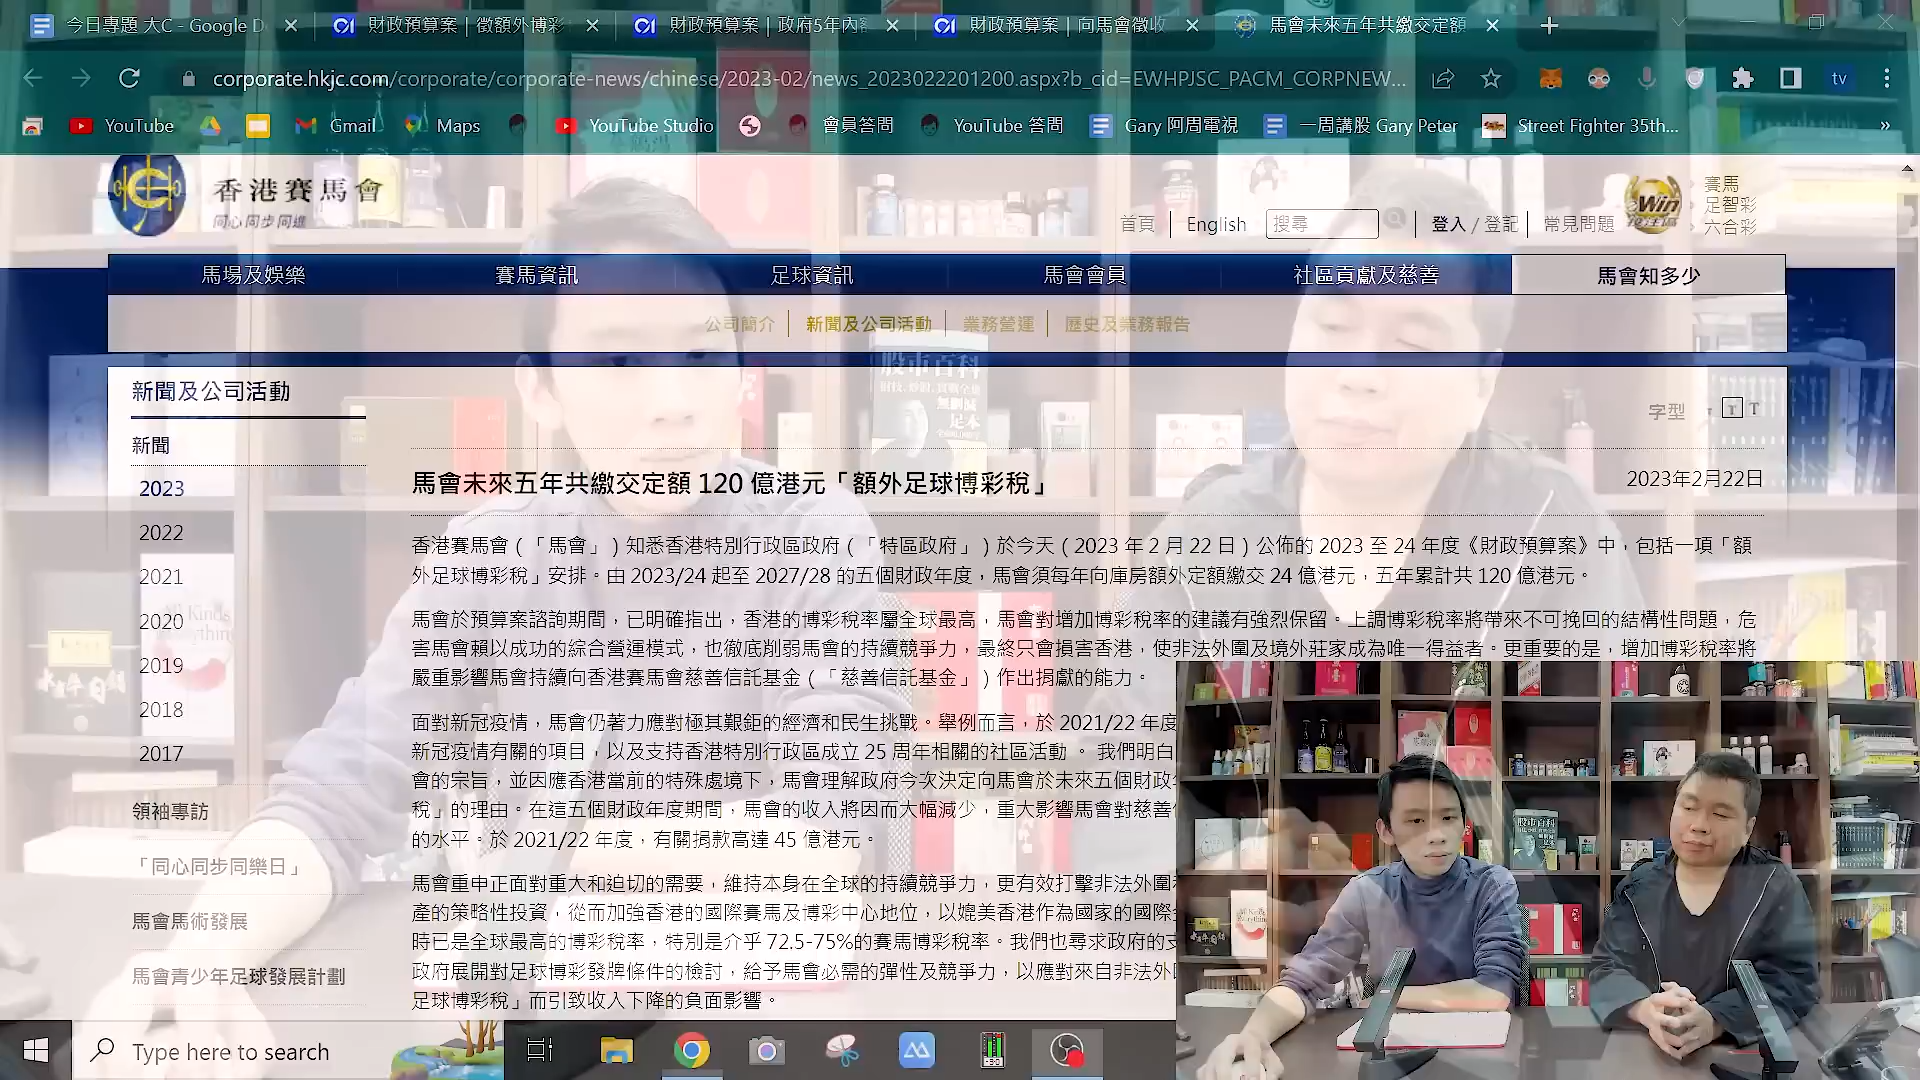 今日專題 大C - Google D
財政預算案 | 徵額外博彩
財政預算案 | 政府5年內
財政預算案 | 向馬會徵收
馬會未來五年共繳交定額
corporate.hkjc.com/corporate/corporate-news/chinese/2023-02/news_2023022201200.aspx?b_cid=EWHPJSC_PACM_CORPNEW...
tv
YouTube
Gmail
Maps
YouTube Studio
會員答問
YouTube 答問
Gary 阿周電視
一周講股 Gary Peter
Street Fighter 35th...
»
香港賽馬會
同心同步同進
首頁
English
搜尋
登入 / 登記
常見問題
eWin
投注區
賽馬
足智彩
六合彩
馬場及娛樂
賽馬資訊
足球資訊
馬會會員
社區貢獻及慈善
馬會知多少
公司簡介
新聞及公司活動
業務營運
歷史及業務報告
股市百科
無刪減
足本
新聞及公司活動
字型 T T T
新聞
2023
2022
2021
2020
2019
2018
2017
領袖專訪
「同心同步同樂日」
馬會馬術發展
馬會青少年足球發展計劃
馬會未來五年共繳交定額 120 億港元「額外足球博彩稅」
2023年2月22日
香港賽馬會（「馬會」）知悉香港特別行政區政府（「特區政府」）於今天（2023 年 2 月 22 日）公佈的 2023 至 24 年度《財政預算案》中，包括一項「額
外足球博彩稅」安排。由 2023/24 起至 2027/28 的五個財政年度，馬會須每年向庫房額外定額繳交 24 億港元，五年累計共 120 億港元。
馬會於預算案諮詢期間，已明確指出，香港的博彩稅率屬全球最高，馬會對增加博彩稅率的建議有強烈保留。上調博彩稅率將帶來不可挽回的結構性問題，危
害馬會賴以成功的綜合營運模式，也徹底削弱馬會的持續競爭力，最終只會損害香港，使非法外圍及境外莊家成為唯一得益者。更重要的是，增加博彩稅率將
嚴重影響馬會持續向香港賽馬會慈善信託基金（「慈善信託基金」）作出捐獻的能力。
面對新冠疫情，馬會仍著力應對極其艱鉅的經濟和民生挑戰。舉例而言，於 2021/22 年度
新冠疫情有關的項目，以及支持香港特別行政區成立 25 周年相關的社區活動 。 我們明白
會的宗旨，並因應香港當前的特殊處境下，馬會理解政府今次決定向馬會於未來五個財政
稅」的理由。在這五個財政年度期間，馬會的收入將因而大幅減少，重大影響馬會對慈善
的水平。於 2021/22 年度，有關捐款高達 45 億港元。
馬會重申正面對重大和迫切的需要，維持本身在全球的持續競爭力，更有效打擊非法外圍
產的策略性投資，從而加強香港的國際賽馬及博彩中心地位，以媲美香港作為國家的國際
時已是全球最高的博彩稅率，特別是介乎 72.5-75%的賽馬博彩稅率。我們也尋求政府的支
政府展開對足球博彩發牌條件的檢討，給予馬會必需的彈性及競爭力，以應對來自非法外
足球博彩稅」而引致收入下降的負面影響。
股市百科
Type here to search